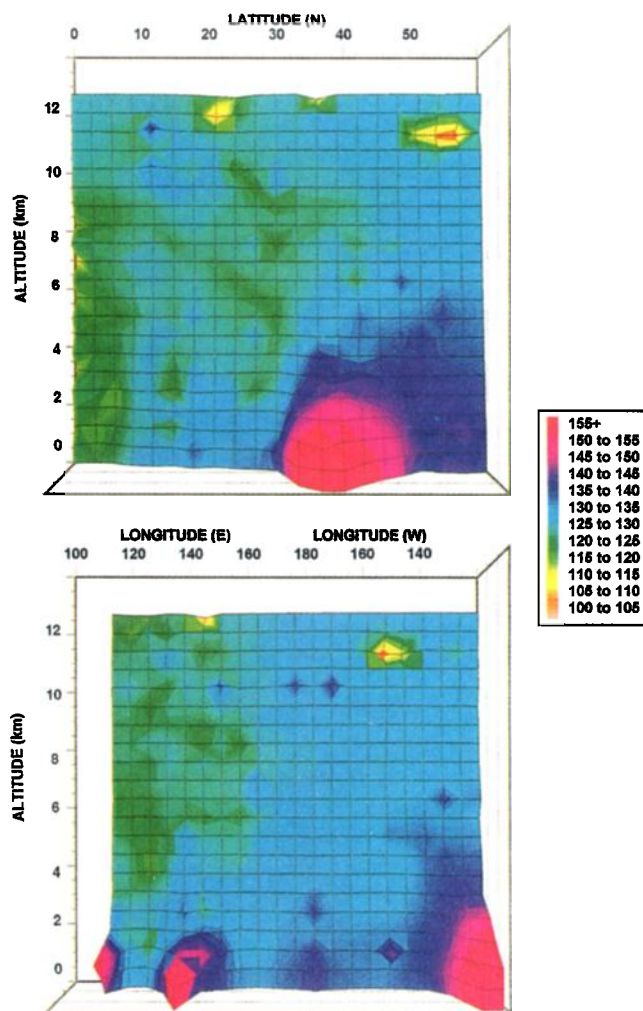 LATITUDE (N)
0 10 20 30 40 50
12
10
8
6
4
2
0
ALTITUDE (km)
155+
150 to 155
145 to 150
140 to 145
135 to 140
130 to 135
125 to 130
120 to 125
115 to 120
110 to 115
105 to 110
100 to 105
LONGITUDE (E) LONGITUDE (W)
100 120 140 160 180 160 140
12
10
8
6
4
2
0
ALTITUDE (km)